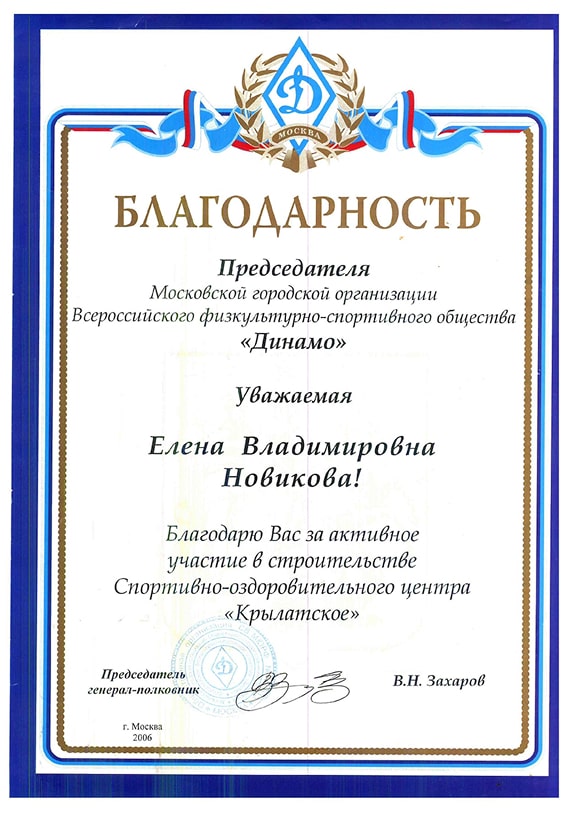 Д
МОСКВА
БЛАГОДАРНОСТЬ
Председателя
Московской городской организации
Всероссийского физкультурно-спортивного общества
«Динамо»
Уважаемая
Елена Владимировна
Новикова!
Благодарю Вас за активное
участие в строительстве
Спортивно-оздоровительного центра
«Крылатское»
Председатель
генерал-полковник
В.Н. Захаров
г. Москва
2006